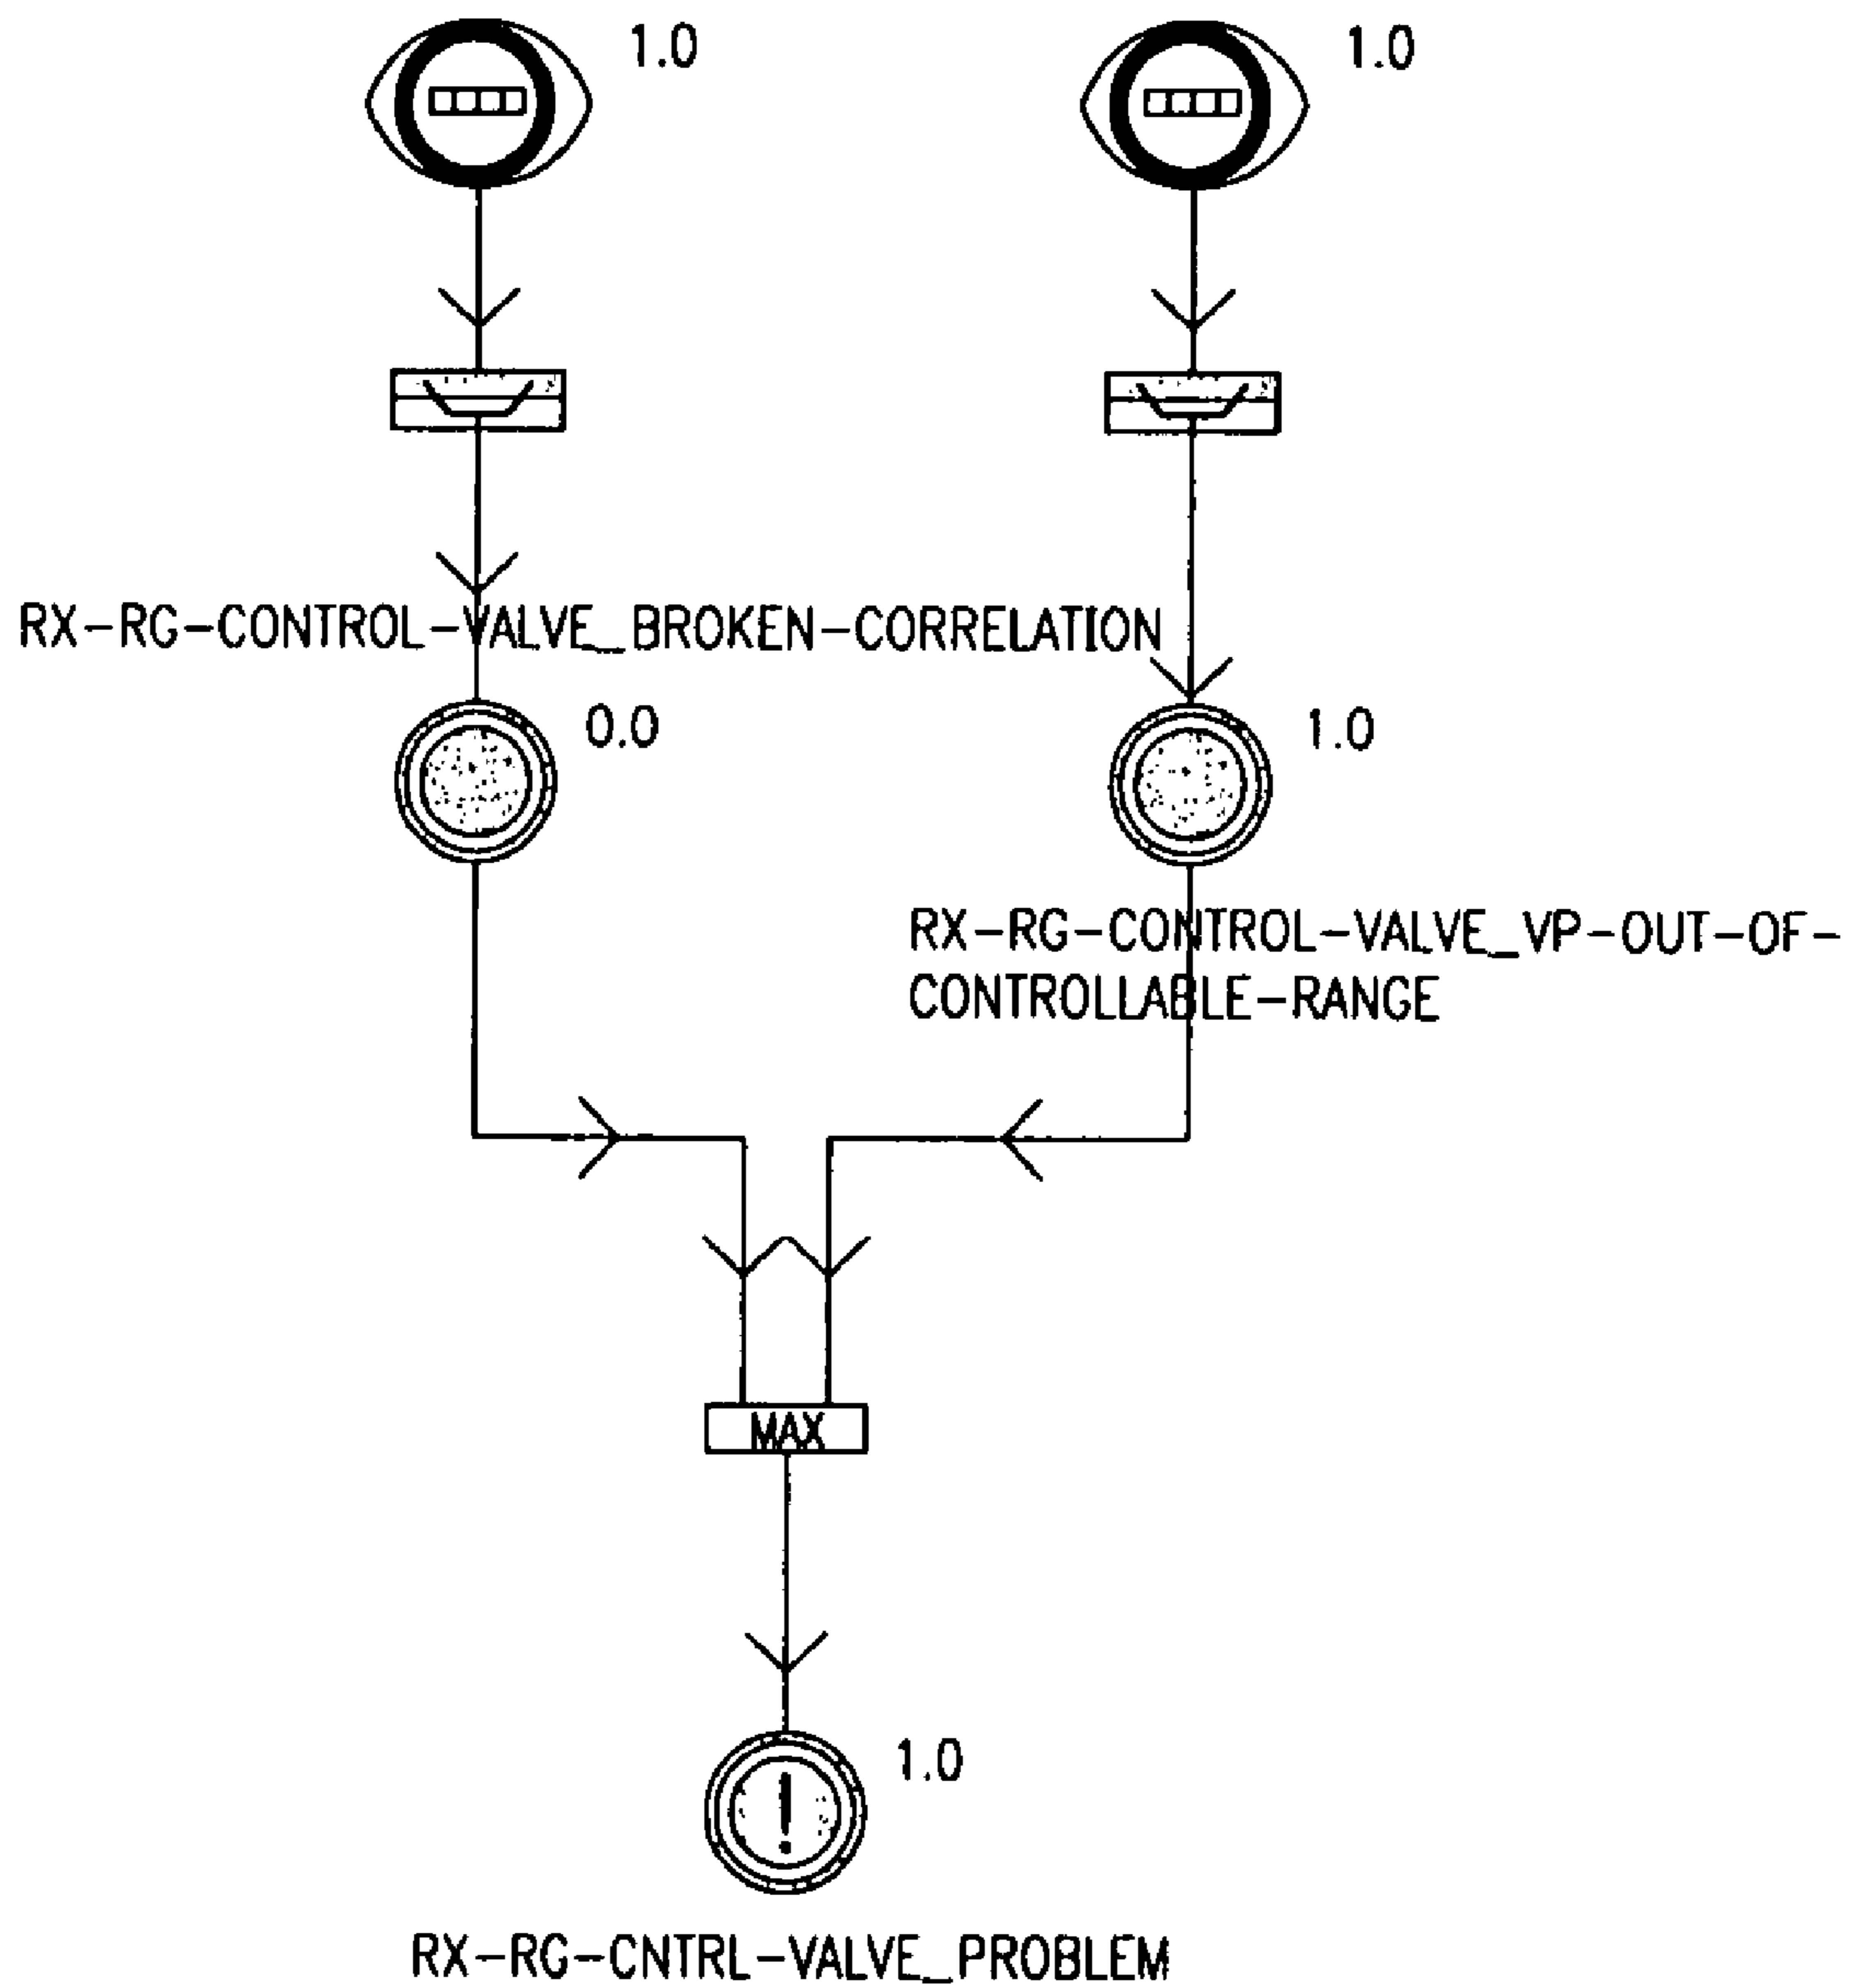 1.0 1.0
RX-RG-CONTROL-VALVE_BROKEN-CORRELATION
0.0 1.0
RX-RG-CONTROL-VALVE_VP-OUT-OF-
CONTROLLABLE-RANGE
MAX
1.0
RX-RG-CNTRL-VALVE_PROBLEM